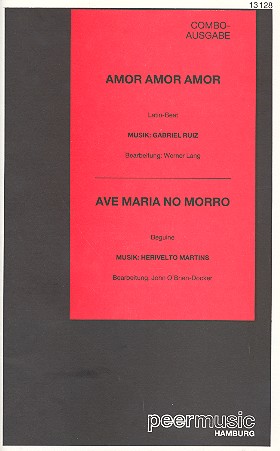 13128
COMBO-
AUSGABE
AMOR AMOR AMOR
Latin-Beat
MUSIK: GABRIEL RUIZ
Bearbeitung: Werner Lang
AVE MARIA NO MORRO
Beguine
MUSIK: HERIVELTO MARTINS
Bearbeitung: John O'Brien-Docker
peermusic
HAMBURG